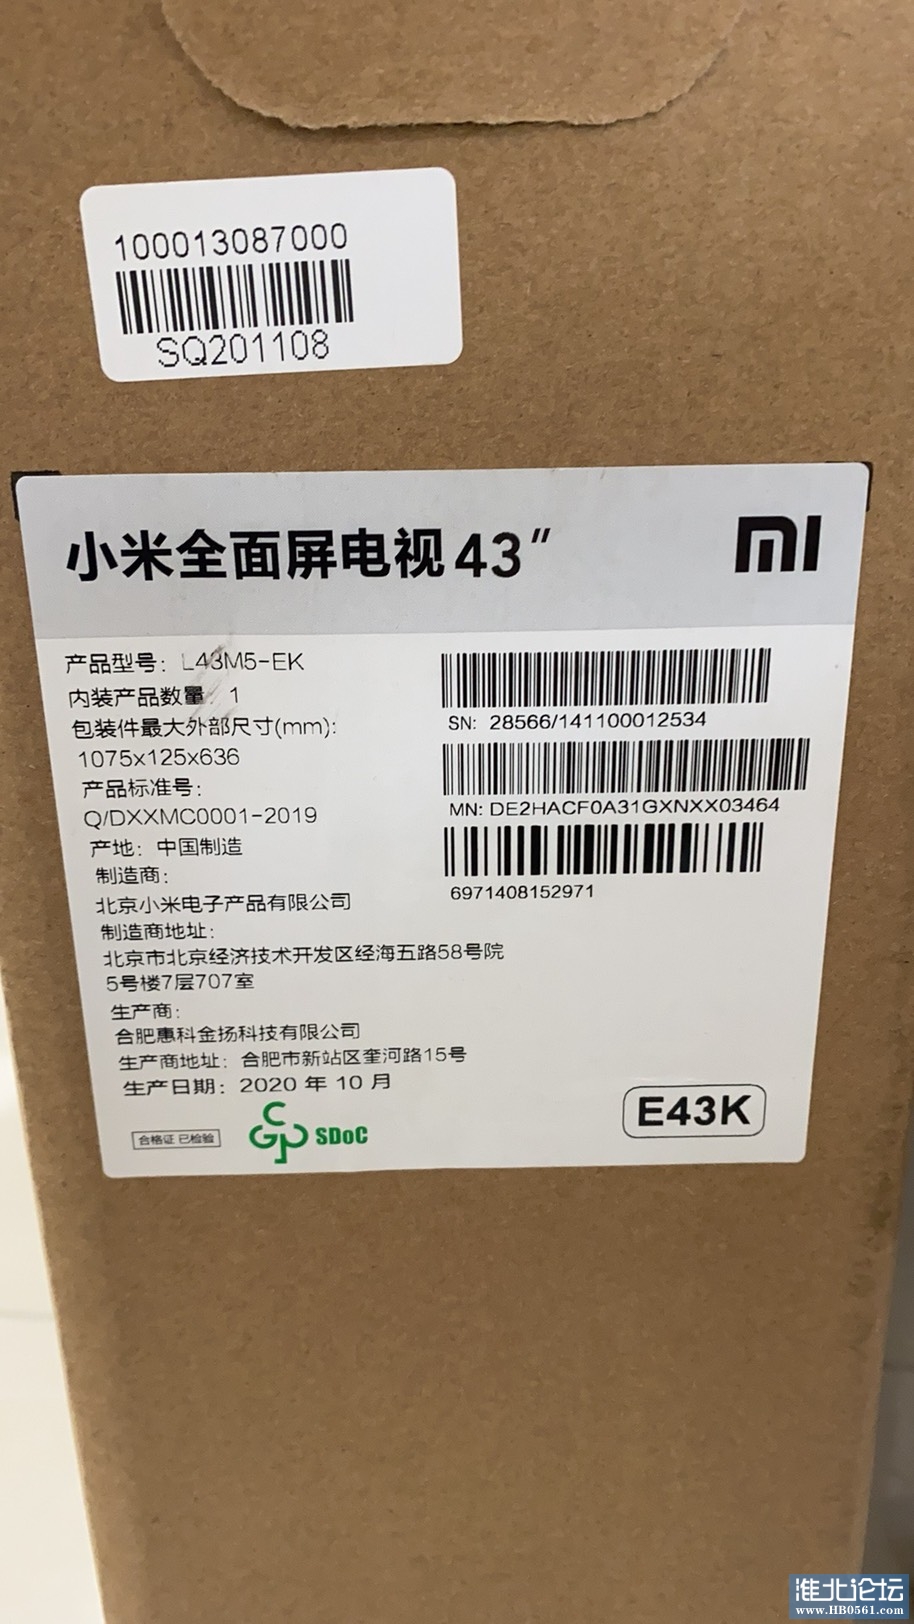 100013087000
SQ201108
小米全面屏电视 43"
MI
产品型号: L43M5-EK
内装产品数量: 1
包装件最大外部尺寸(mm):
1075x125x636
产品标准号:
Q/DXXMC0001-2019
产地: 中国制造
制造商:
北京小米电子产品有限公司
制造商地址:
北京市北京经济技术开发区经海五路58号院
5号楼7层707室
生产商:
合肥惠科金扬科技有限公司
生产商地址: 合肥市新站区奎河路15号
生产日期: 2020 年 10 月
合格证 已检验
CGP SDoC
SN: 28566/141100012534
MN: DE2HACF0A31GXNXX03464
6971408152971
E43K
淮北论坛
www.HB0561.com